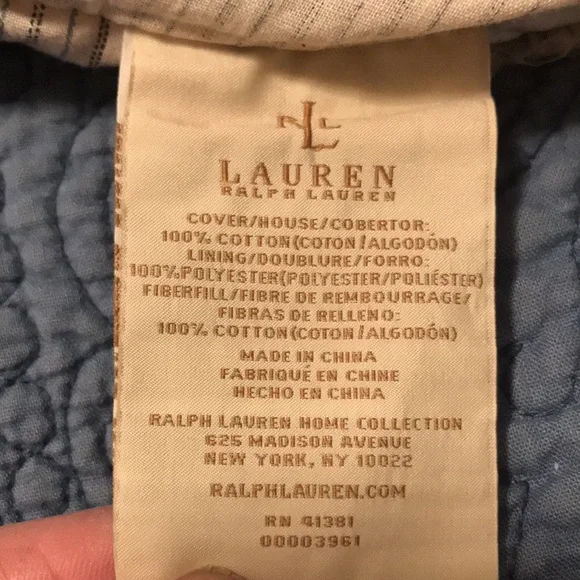 LRL
LAUREN
RALPH LAUREN
COVER/HOUSE/COBERTOR:
100% COTTON(COTON/ALGODÓN)
LINING/DOUBLURE/FORRO:
100%POLYESTER(POLYESTER/POLIÉSTER)
FIBERFILL/FIBRE DE REMBOURRAGE/
FIBRAS DE RELLENO:
100% COTTON(COTON/ALGODÓN)
MADE IN CHINA
FABRIQUÉ EN CHINE
HECHO EN CHINA
RALPH LAUREN HOME COLLECTION
625 MADISON AVENUE
NEW YORK, NY 10022
RALPHLAUREN.COM
RN 41381
00003961